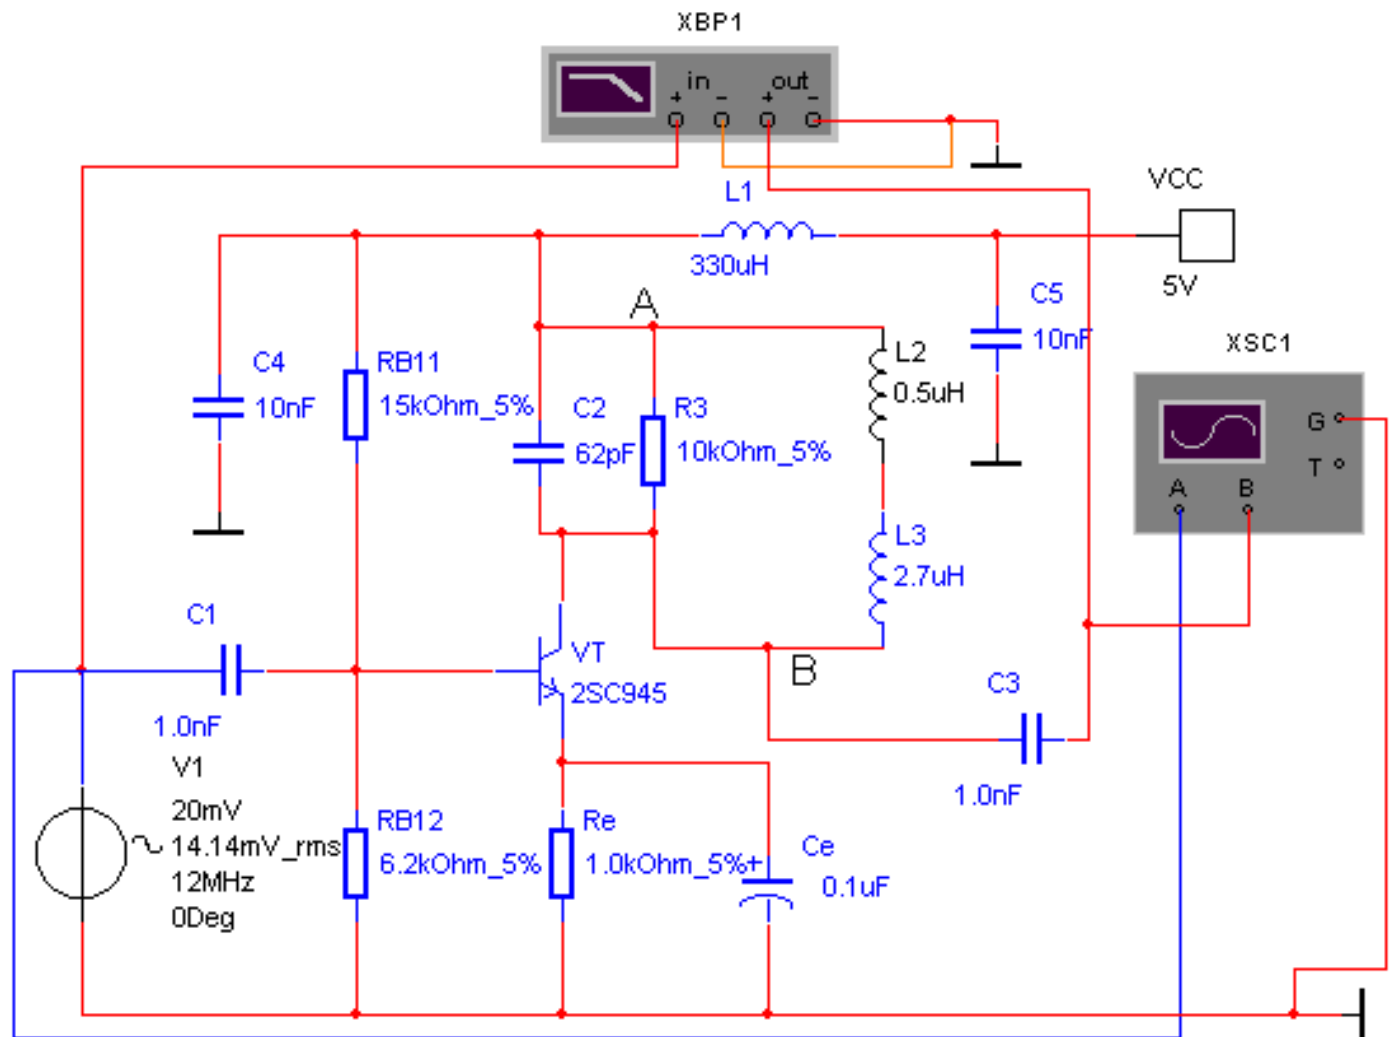 XBP1
in
out
+
−
+
−
L1
330uH
VCC
5V
A
C5
10nF
XSC1
L2
0.5uH
C4
10nF
RB11
15kOhm_5%
C2
62pF
R3
10kOhm_5%
G
T
A
B
L3
2.7uH
C1
1.0nF
VT
2SC945
B
C3
1.0nF
V1
20mV
14.14mV_rms
12MHz
0Deg
RB12
6.2kOhm_5%
Re
1.0kOhm_5%
+
Ce
0.1uF